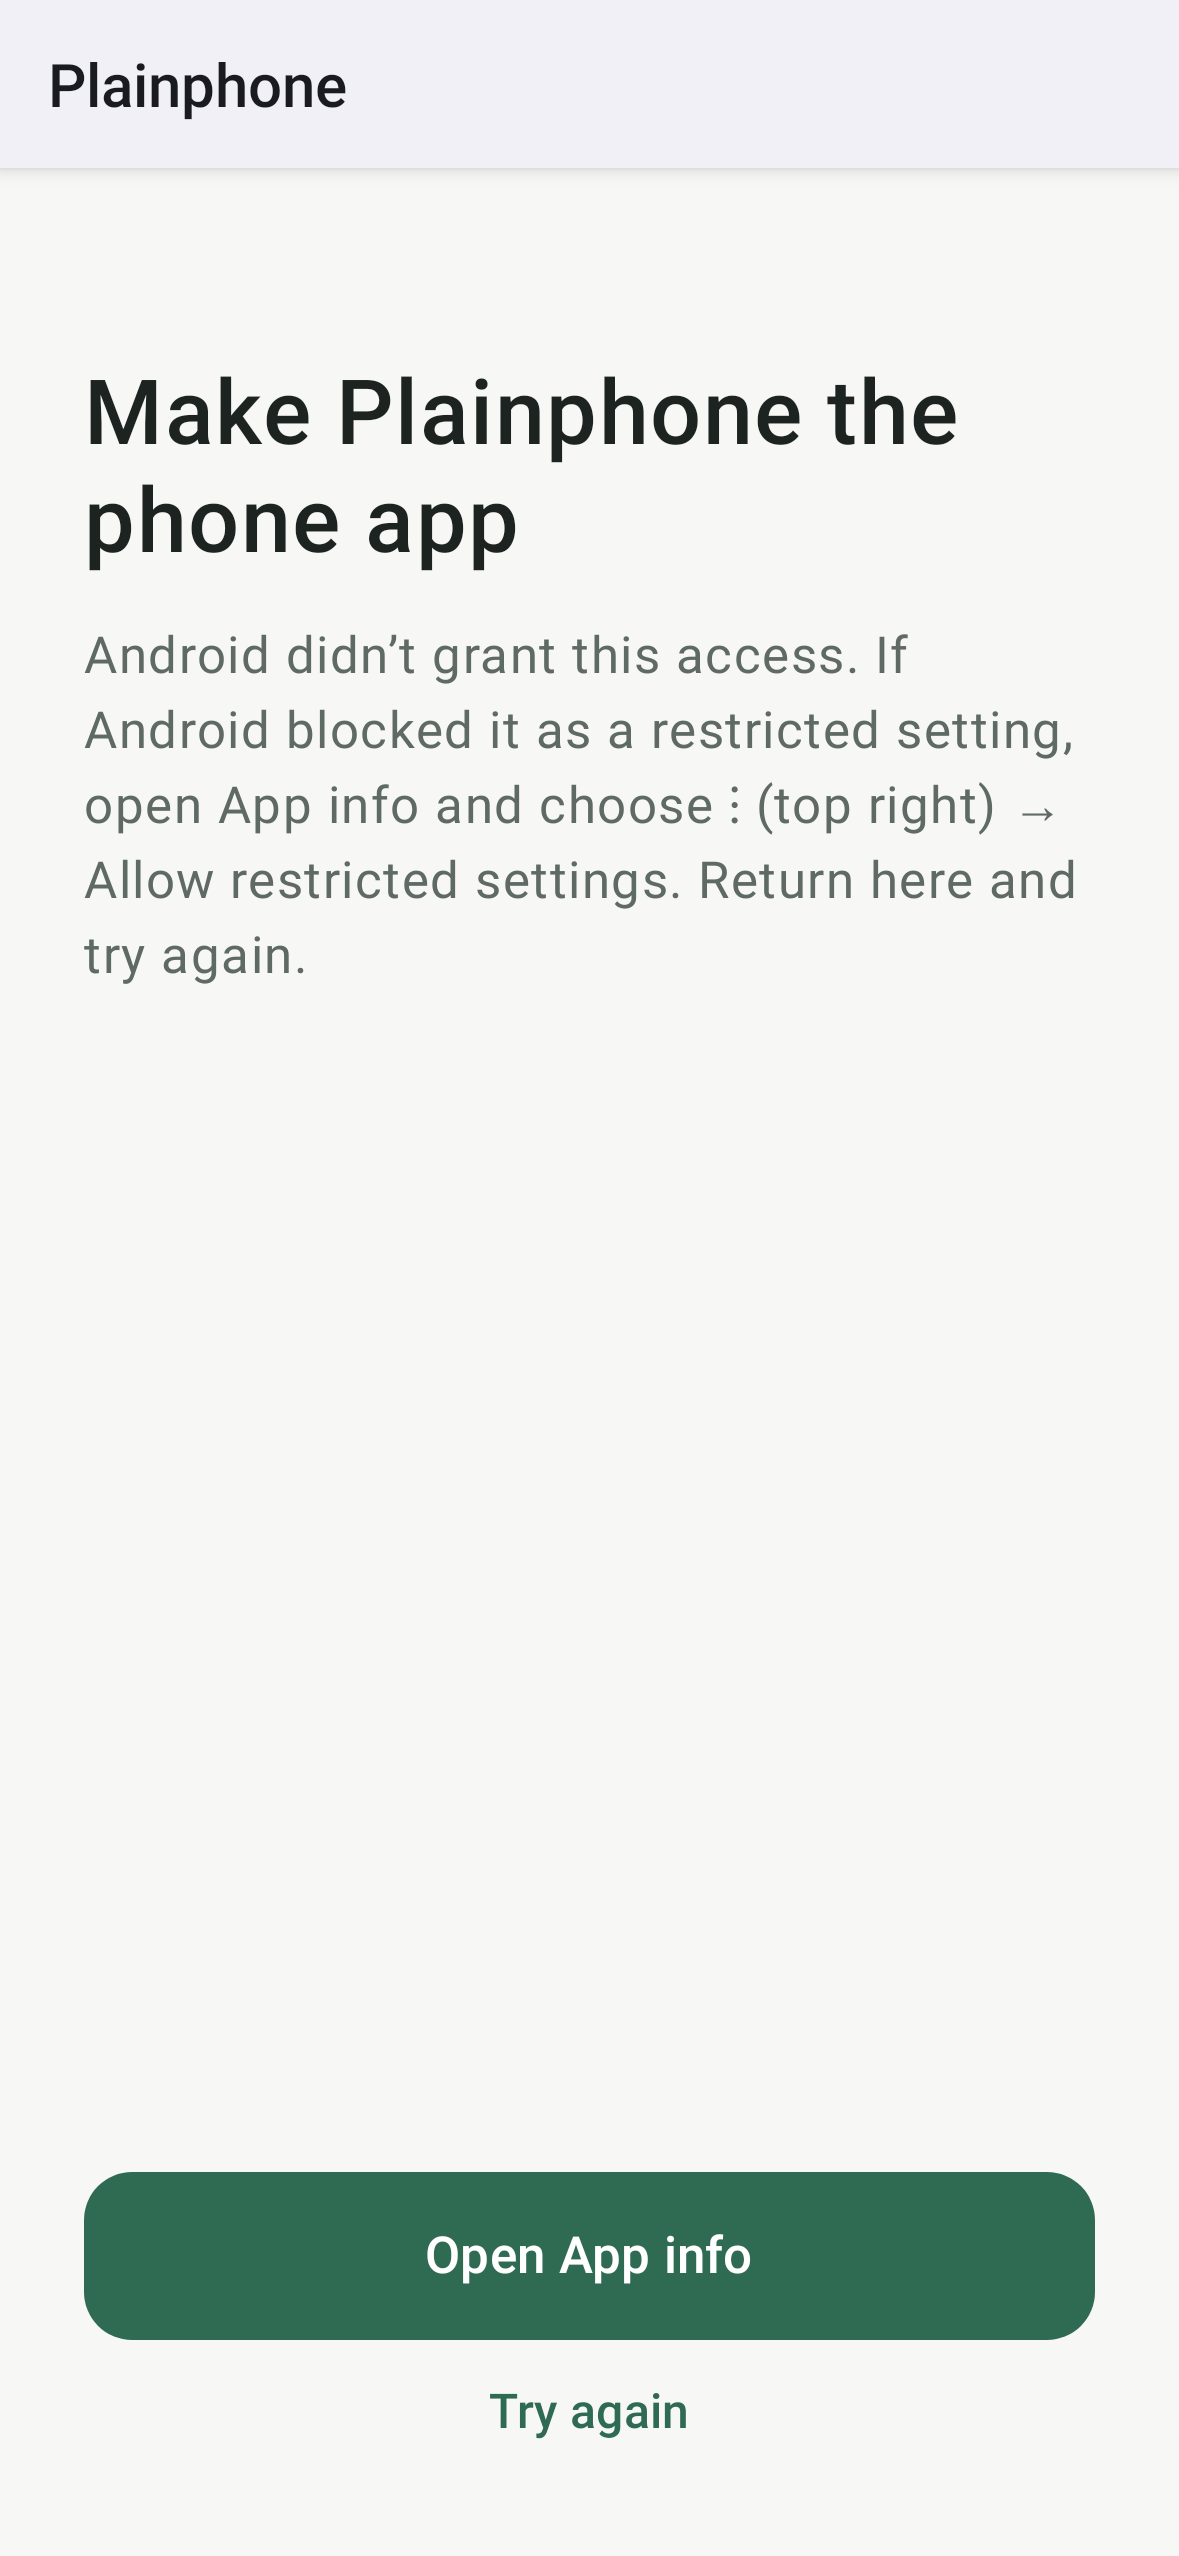 Plainphone
Make Plainphone the
phone app
Android didn’t grant this access. If
Android blocked it as a restricted setting,
open App info and choose ⋮ (top right) →
Allow restricted settings. Return here and
try again.
Open App info
Try again